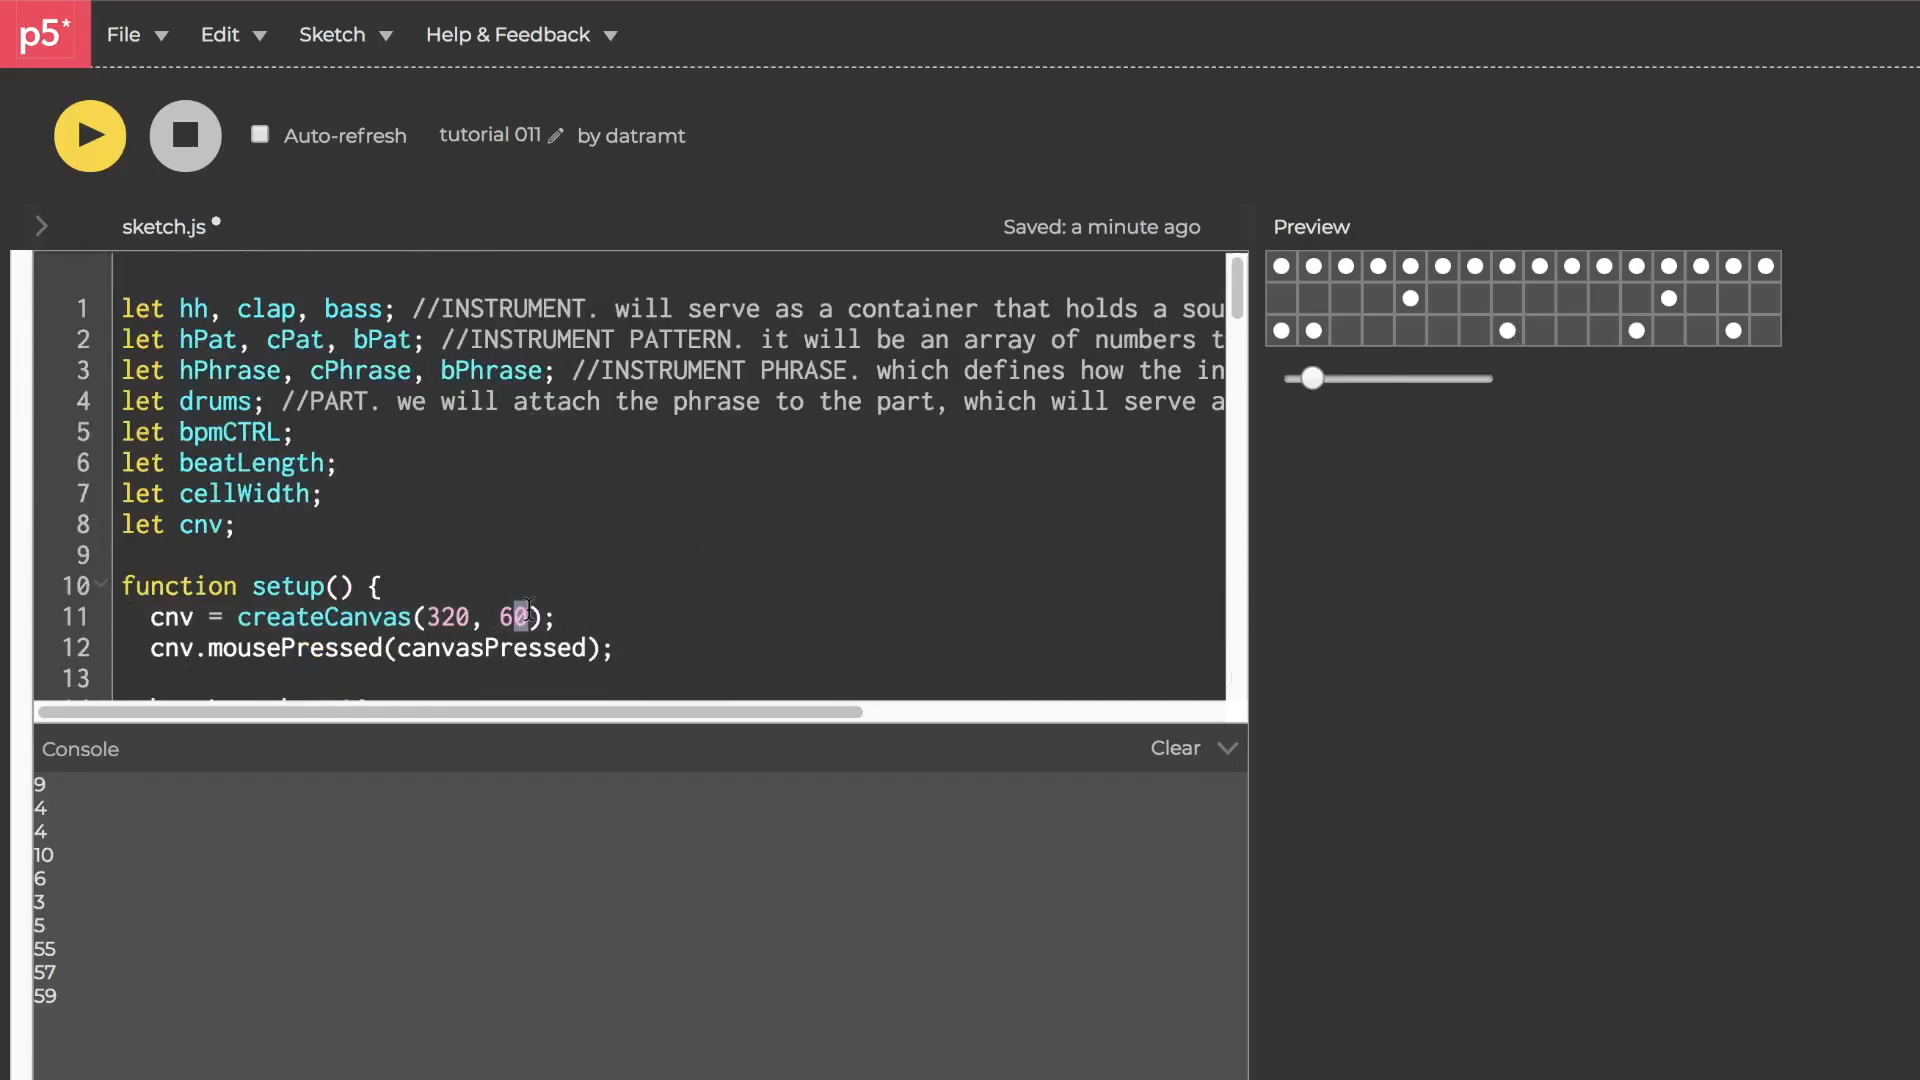 p5* File Edit Sketch Help & Feedback
Auto-refresh tutorial 011 by datramt
sketch.js Saved: a minute ago Preview
1 let hh, clap, bass; //INSTRUMENT. will serve as a container that holds a sou
2 let hPat, cPat, bPat; //INSTRUMENT PATTERN. it will be an array of numbers t
3 let hPhrase, cPhrase, bPhrase; //INSTRUMENT PHRASE. which defines how the in
4 let drums; //PART. we will attach the phrase to the part, which will serve a
5 let bpmCTRL;
6 let beatLength;
7 let cellWidth;
8 let cnv;
9
10 function setup() {
11 cnv = createCanvas(320, 60);
12 cnv.mousePressed(canvasPressed);
13
Console Clear
9
4
4
10
6
3
5
55
57
59